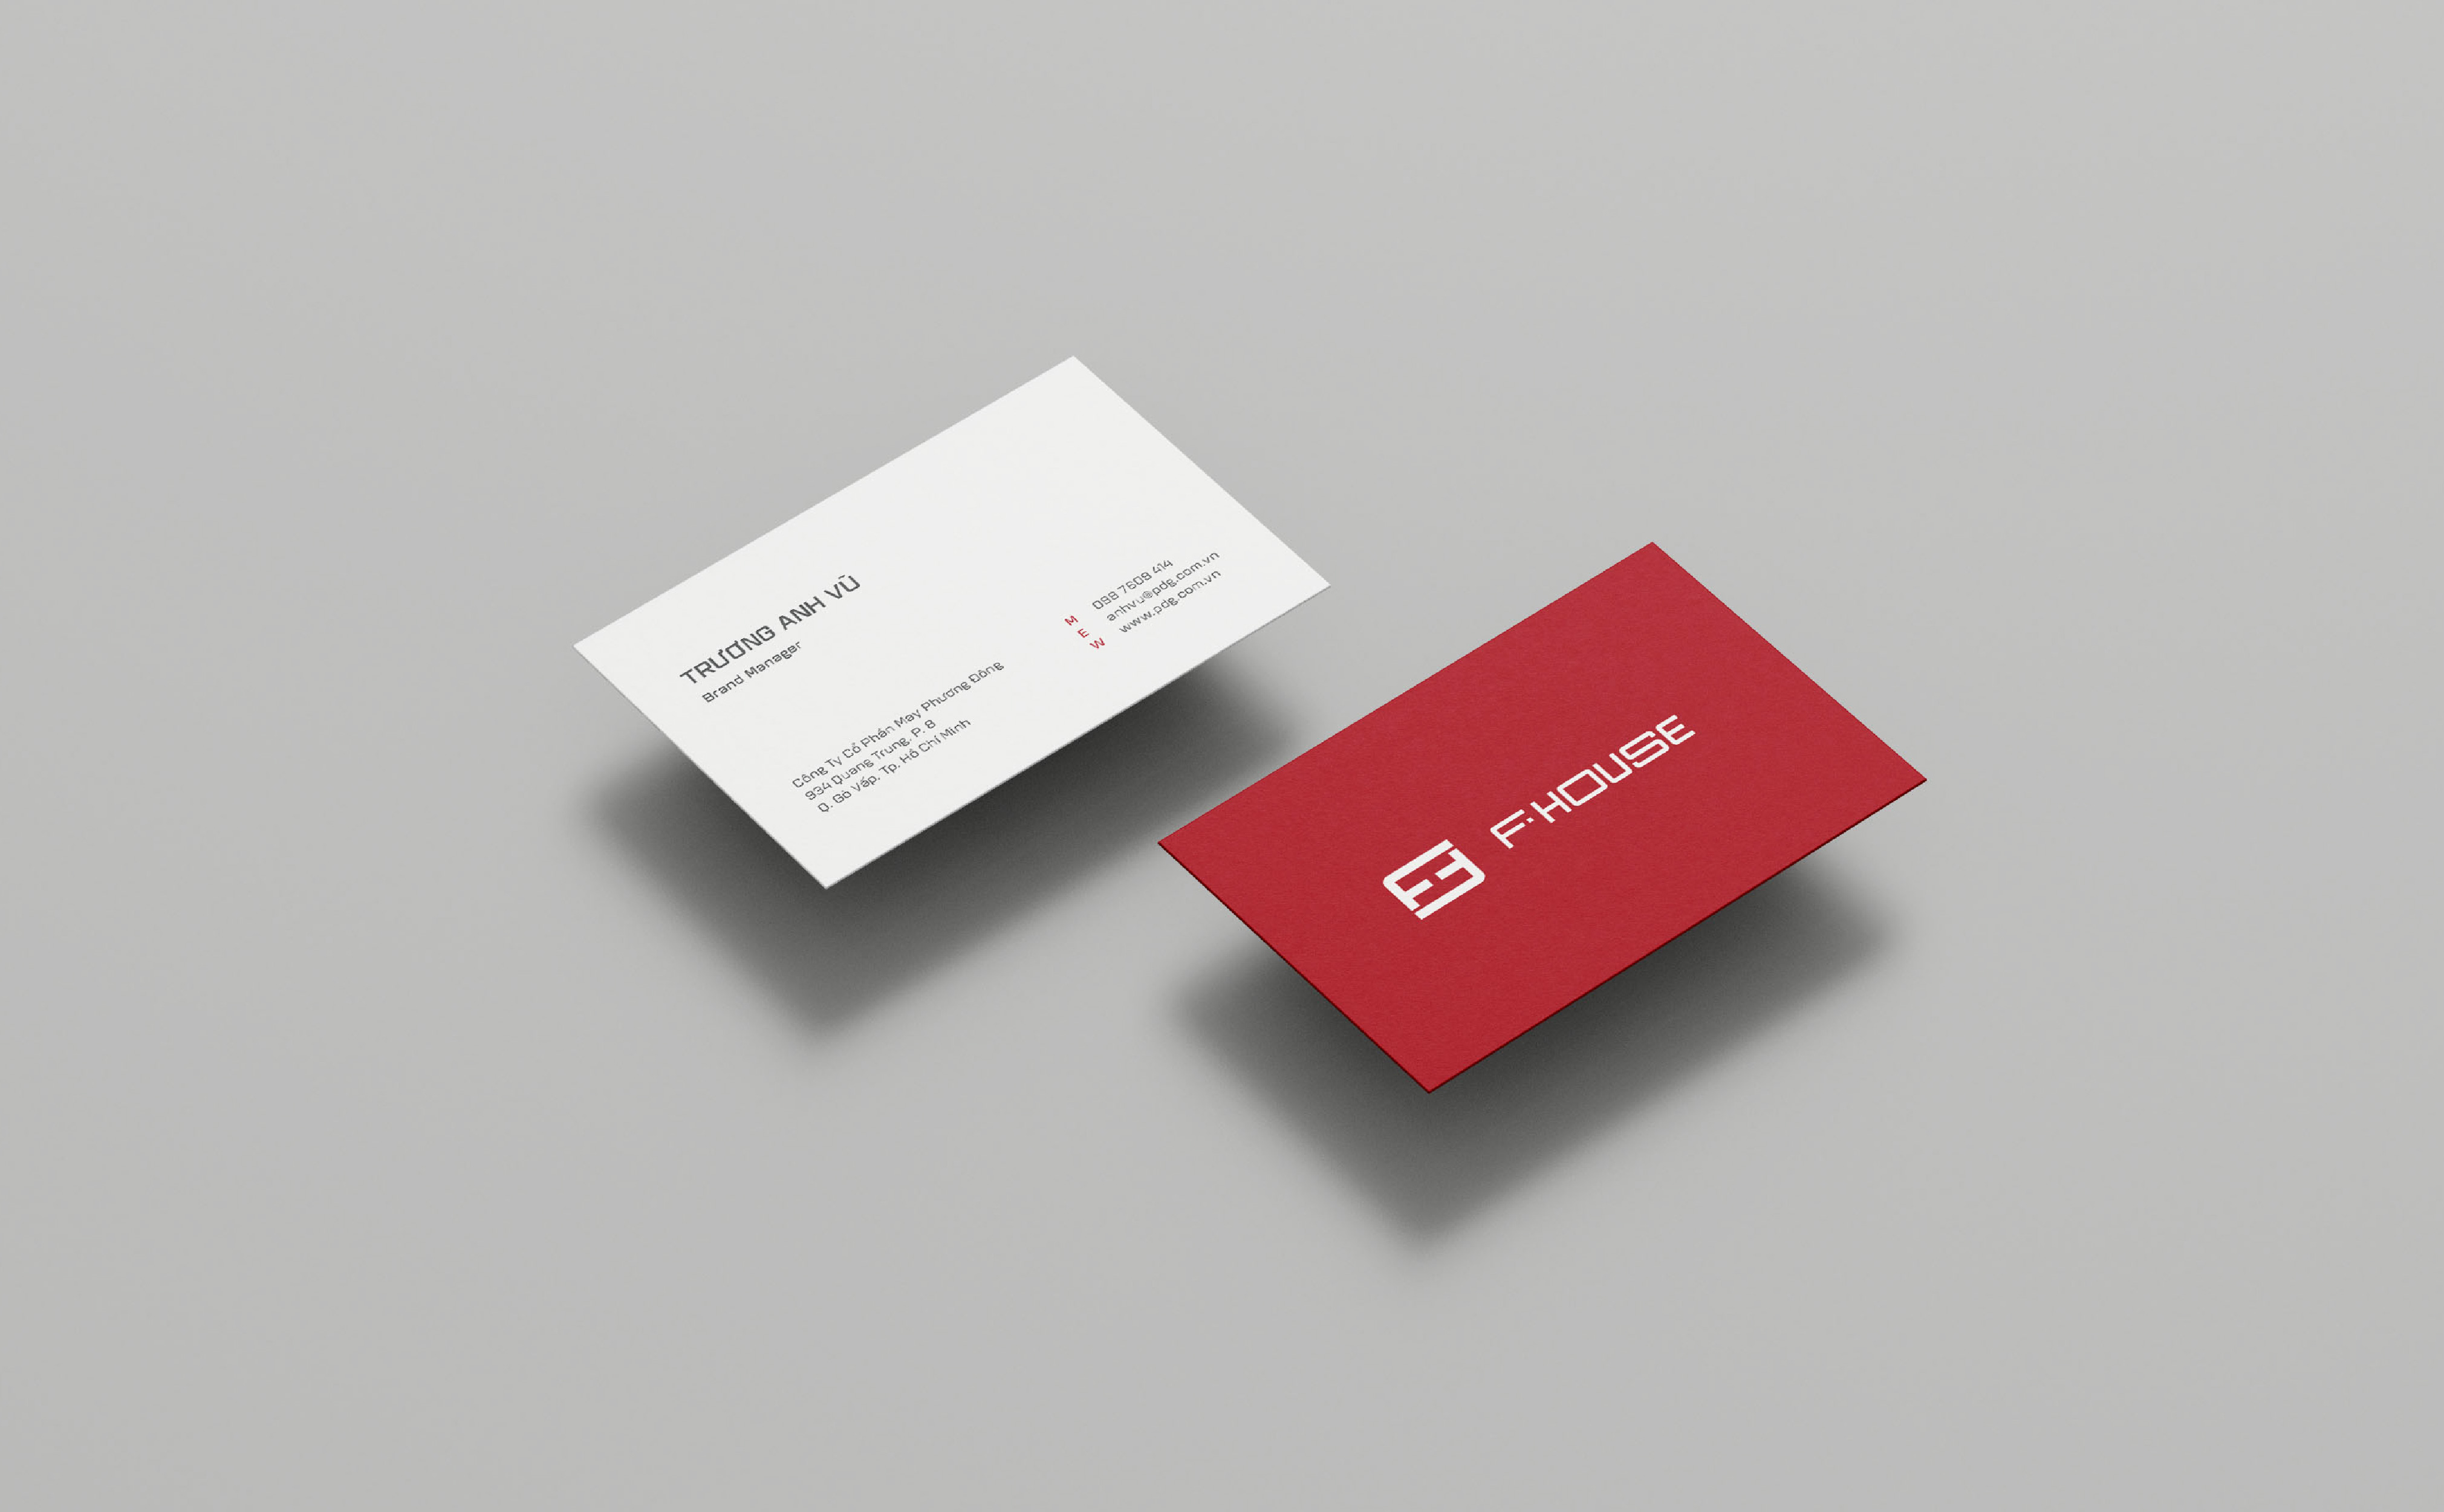 TRƯƠNG ANH VŨ
Brand Manager
Công Ty Cổ Phần May Phương Đông
934 Quang Trung, P. 8
Q. Gò Vấp, Tp. Hồ Chí Minh
M 098 7608 414
E anhvu@pdg.com.vn
W www.pdg.com.vn
F·HOUSE